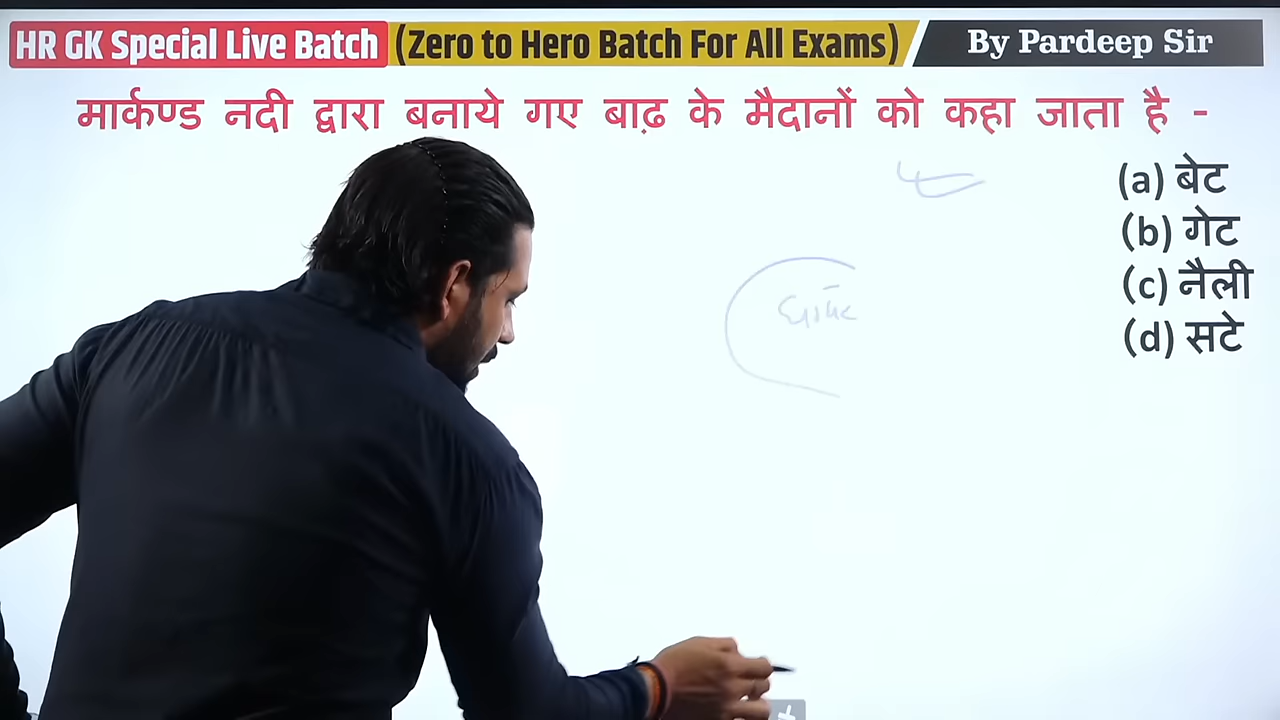 HR GK Special Live Batch (Zero to Hero Batch For All Exams) By Pardeep Sir
मार्कण्ड नदी द्वारा बनाये गए बाढ़ के मैदानों को कहा जाता है -
(a) बेट
(b) गेट
(c) नैली
(d) सटे